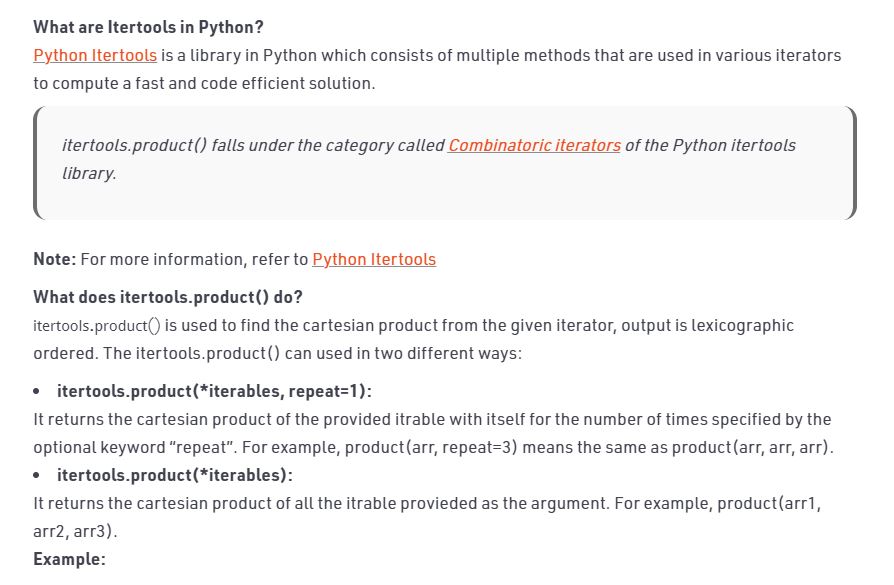 What are Itertools in Python?
Python Itertools is a library in Python which consists of multiple methods that are used in various iterators
to compute a fast and code efficient solution.
itertools.product() falls under the category called Combinatoric iterators of the Python itertools
library.
Note: For more information, refer to Python Itertools
What does itertools.product() do?
itertools.product() is used to find the cartesian product from the given iterator, output is lexicographic
ordered. The itertools.product() can used in two different ways:
• itertools.product(*iterables, repeat=1):
It returns the cartesian product of the provided itrable with itself for the number of times specified by the
optional keyword “repeat”. For example, product(arr, repeat=3) means the same as product(arr, arr, arr).
• itertools.product(*iterables):
It returns the cartesian product of all the itrable provieded as the argument. For example, product(arr1,
arr2, arr3).
Example: